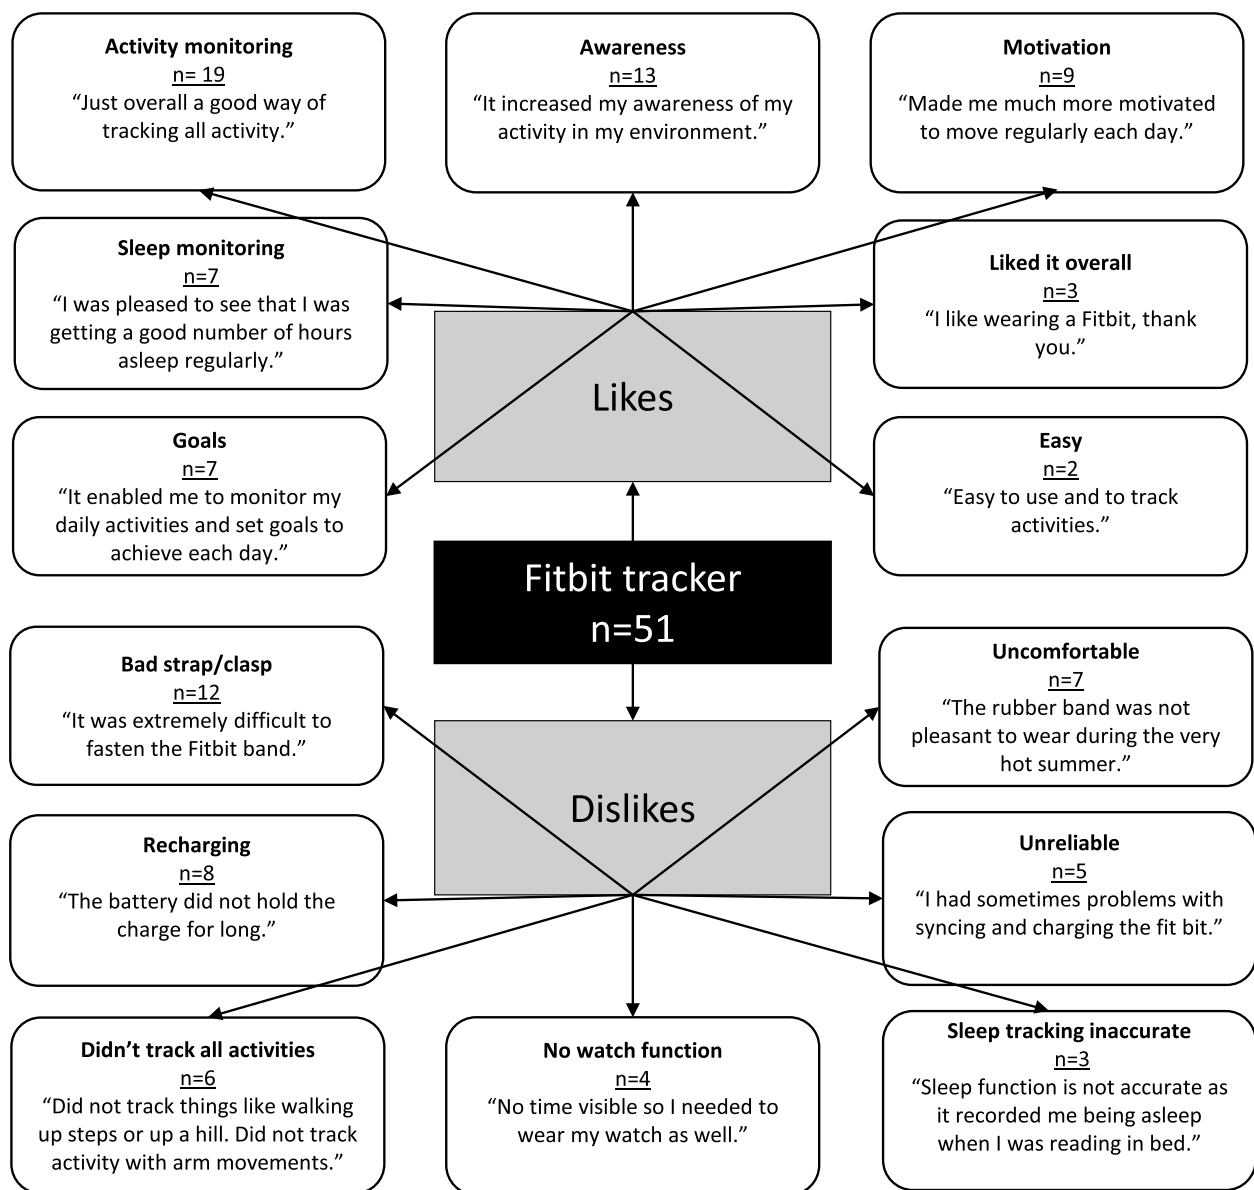 Activity monitoring
n= 19
“Just overall a good way of
tracking all activity.”
Awareness
n=13
“It increased my awareness of my
activity in my environment.”
Motivation
n=9
“Made me much more motivated
to move regularly each day.”
Sleep monitoring
n=7
“I was pleased to see that I was
getting a good number of hours
asleep regularly.”
Liked it overall
n=3
“I like wearing a Fitbit, thank
you.”
Likes
Goals
n=7
“It enabled me to monitor my
daily activities and set goals to
achieve each day.”
Easy
n=2
“Easy to use and to track
activities.”
Fitbit tracker
n=51
Bad strap/clasp
n=12
“It was extremely difficult to
fasten the Fitbit band.”
Uncomfortable
n=7
“The rubber band was not
pleasant to wear during the very
hot summer.”
Dislikes
Recharging
n=8
“The battery did not hold the
charge for long.”
Unreliable
n=5
“I had sometimes problems with
syncing and charging the fit bit.”
Didn’t track all activities
n=6
“Did not track things like walking
up steps or up a hill. Did not track
activity with arm movements.”
No watch function
n=4
“No time visible so I needed to
wear my watch as well.”
Sleep tracking inaccurate
n=3
“Sleep function is not accurate as
it recorded me being asleep
when I was reading in bed.”